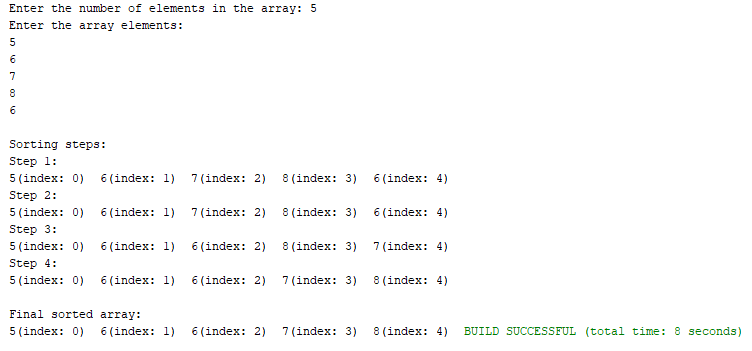 Enter the number of elements in the array: 5
Enter the array elements:
5
6
7
8
6
Sorting steps:
Step 1:
5(index: 0)  6(index: 1)  7(index: 2)  8(index: 3)  6(index: 4)
Step 2:
5(index: 0)  6(index: 1)  7(index: 2)  8(index: 3)  6(index: 4)
Step 3:
5(index: 0)  6(index: 1)  6(index: 2)  8(index: 3)  7(index: 4)
Step 4:
5(index: 0)  6(index: 1)  6(index: 2)  7(index: 3)  8(index: 4)
Final sorted array:
5(index: 0)  6(index: 1)  6(index: 2)  7(index: 3)  8(index: 4)  BUILD SUCCESSFUL (total time: 8 seconds)